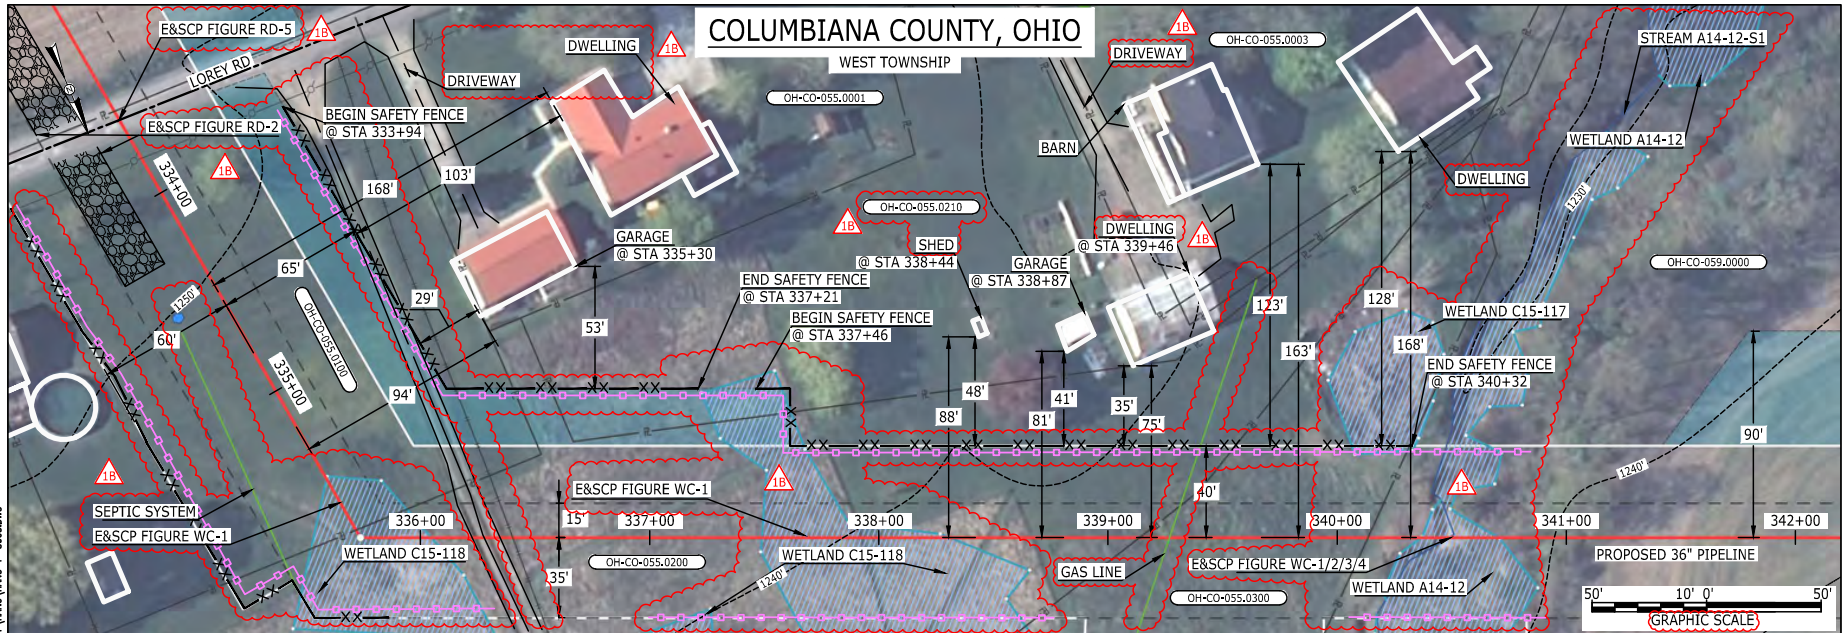 COLUMBIANA COUNTY, OHIO
WEST TOWNSHIP
E&SCP FIGURE RD-5
1B
LOREY RD
DRIVEWAY
DWELLING
1B
OH-CO-055.0001
1B
DRIVEWAY
OH-CO-055.0003
STREAM A14-12-S1
N
E&SCP FIGURE RD-2
1B
BEGIN SAFETY FENCE
@ STA 333+94
BARN
WETLAND A14-12
DWELLING
334+00
168'
103'
OH-CO-055.0210
1B
SHED
@ STA 338+44
GARAGE
@ STA 335+30
GARAGE
@ STA 338+87
DWELLING
@ STA 339+46
1B
1230'
OH-CO-059.0000
65'
29'
53'
END SAFETY FENCE
@ STA 337+21
BEGIN SAFETY FENCE
@ STA 337+46
1250'
60'
OH-CO-055.0100
335+00
94'
123'
163'
128'
168'
WETLAND C15-117
END SAFETY FENCE
@ STA 340+32
88'
48'
81'
41'
35'
75'
40'
90'
1240'
1B
SEPTIC SYSTEM
E&SCP FIGURE WC-1
336+00
WETLAND C15-118
15'
35'
E&SCP FIGURE WC-1
1B
337+00
338+00
339+00
340+00
341+00
342+00
1B
OH-CO-055.0200
1240'
WETLAND C15-118
GAS LINE
E&SCP FIGURE WC-1/2/3/4
OH-CO-055.0300
WETLAND A14-12
PROPOSED 36" PIPELINE
50' 10' 0' 50'
GRAPHIC SCALE